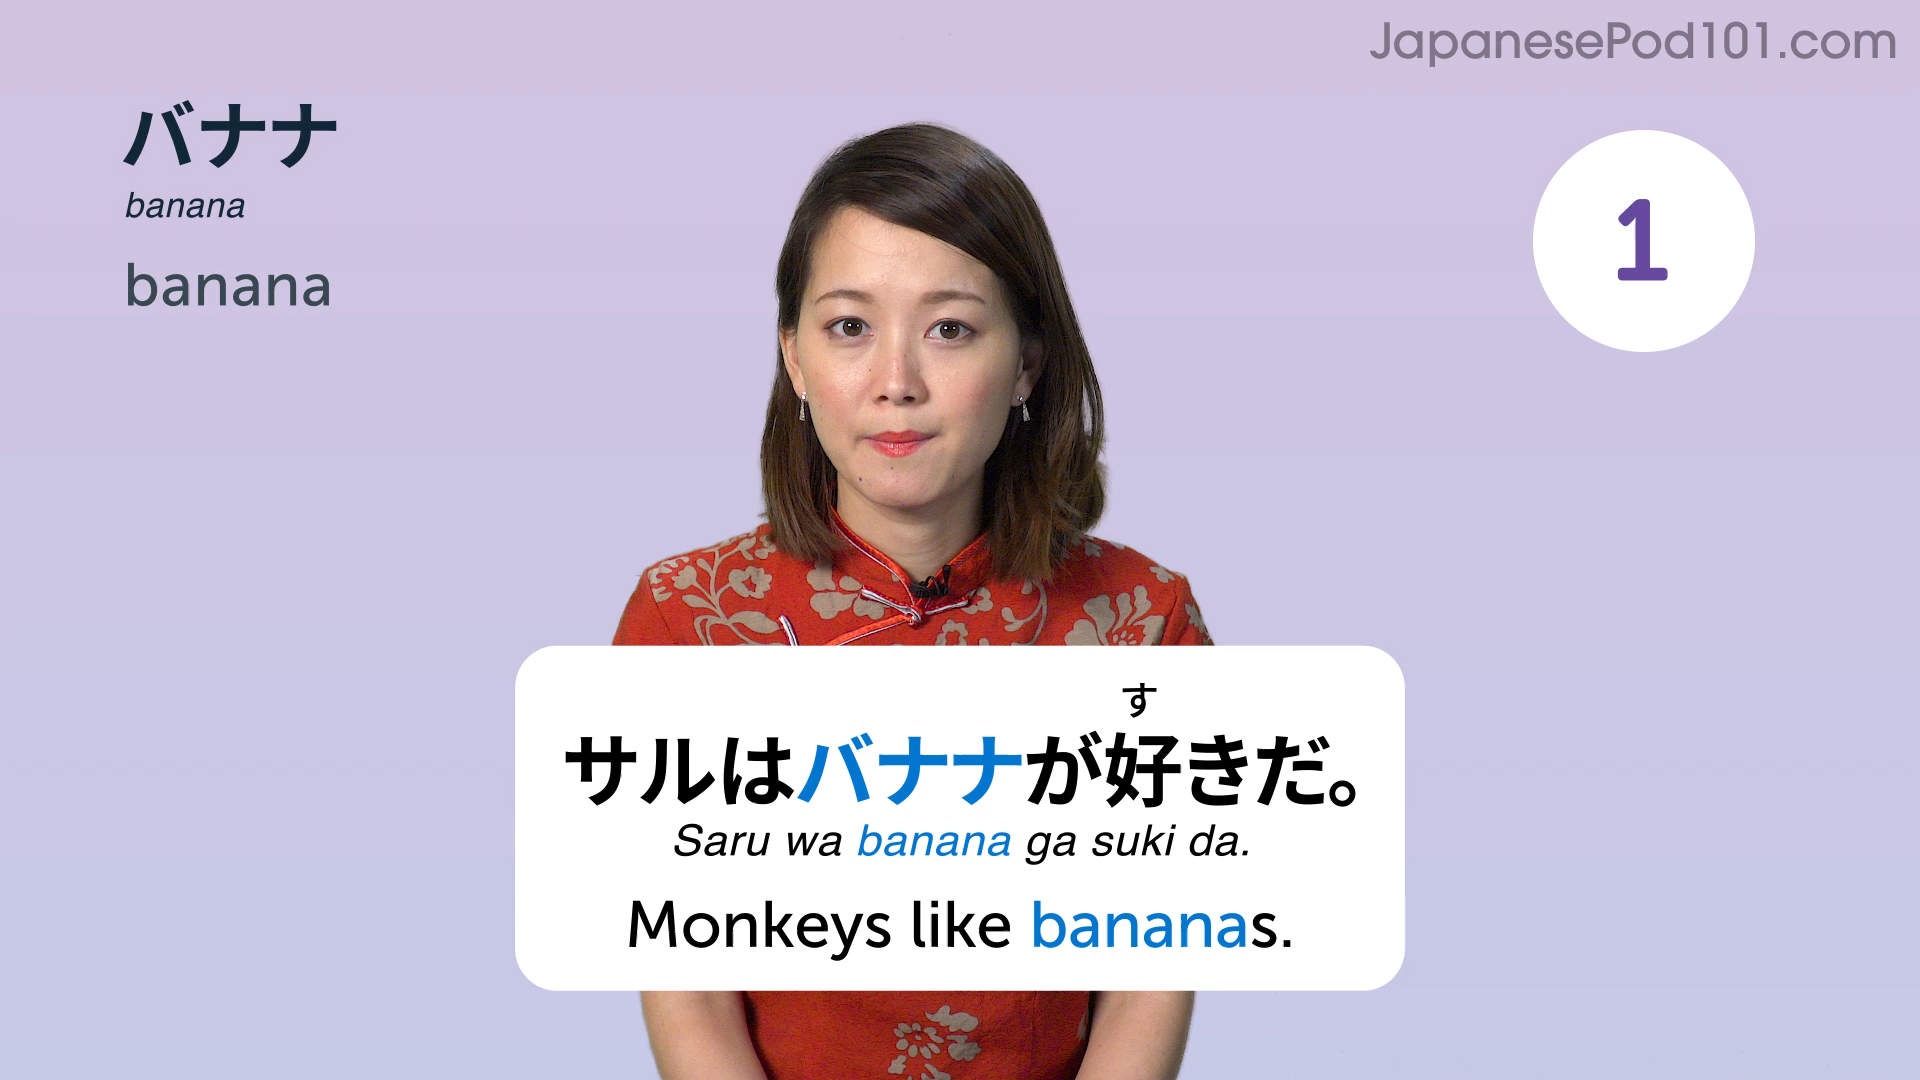 JapanesePod101.com
バナナ
banana
banana
1
す
サルはバナナが好きだ。
Saru wa banana ga suki da.
Monkeys like bananas.